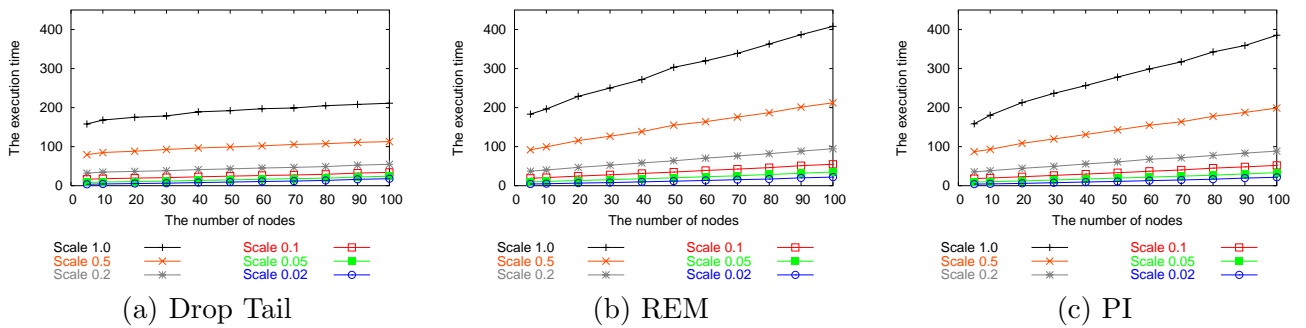 The execution time
400
300
200
100
0
0 10 20 30 40 50 60 70 80 90 100
The number of nodes
Scale 1.0 Scale 0.1
Scale 0.5 Scale 0.05
Scale 0.2 Scale 0.02
(a) Drop Tail
The execution time
400
300
200
100
0
0 10 20 30 40 50 60 70 80 90 100
The number of nodes
Scale 1.0 Scale 0.1
Scale 0.5 Scale 0.05
Scale 0.2 Scale 0.02
(b) REM
The execution time
400
300
200
100
0
0 10 20 30 40 50 60 70 80 90 100
The number of nodes
Scale 1.0 Scale 0.1
Scale 0.5 Scale 0.05
Scale 0.2 Scale 0.02
(c) PI